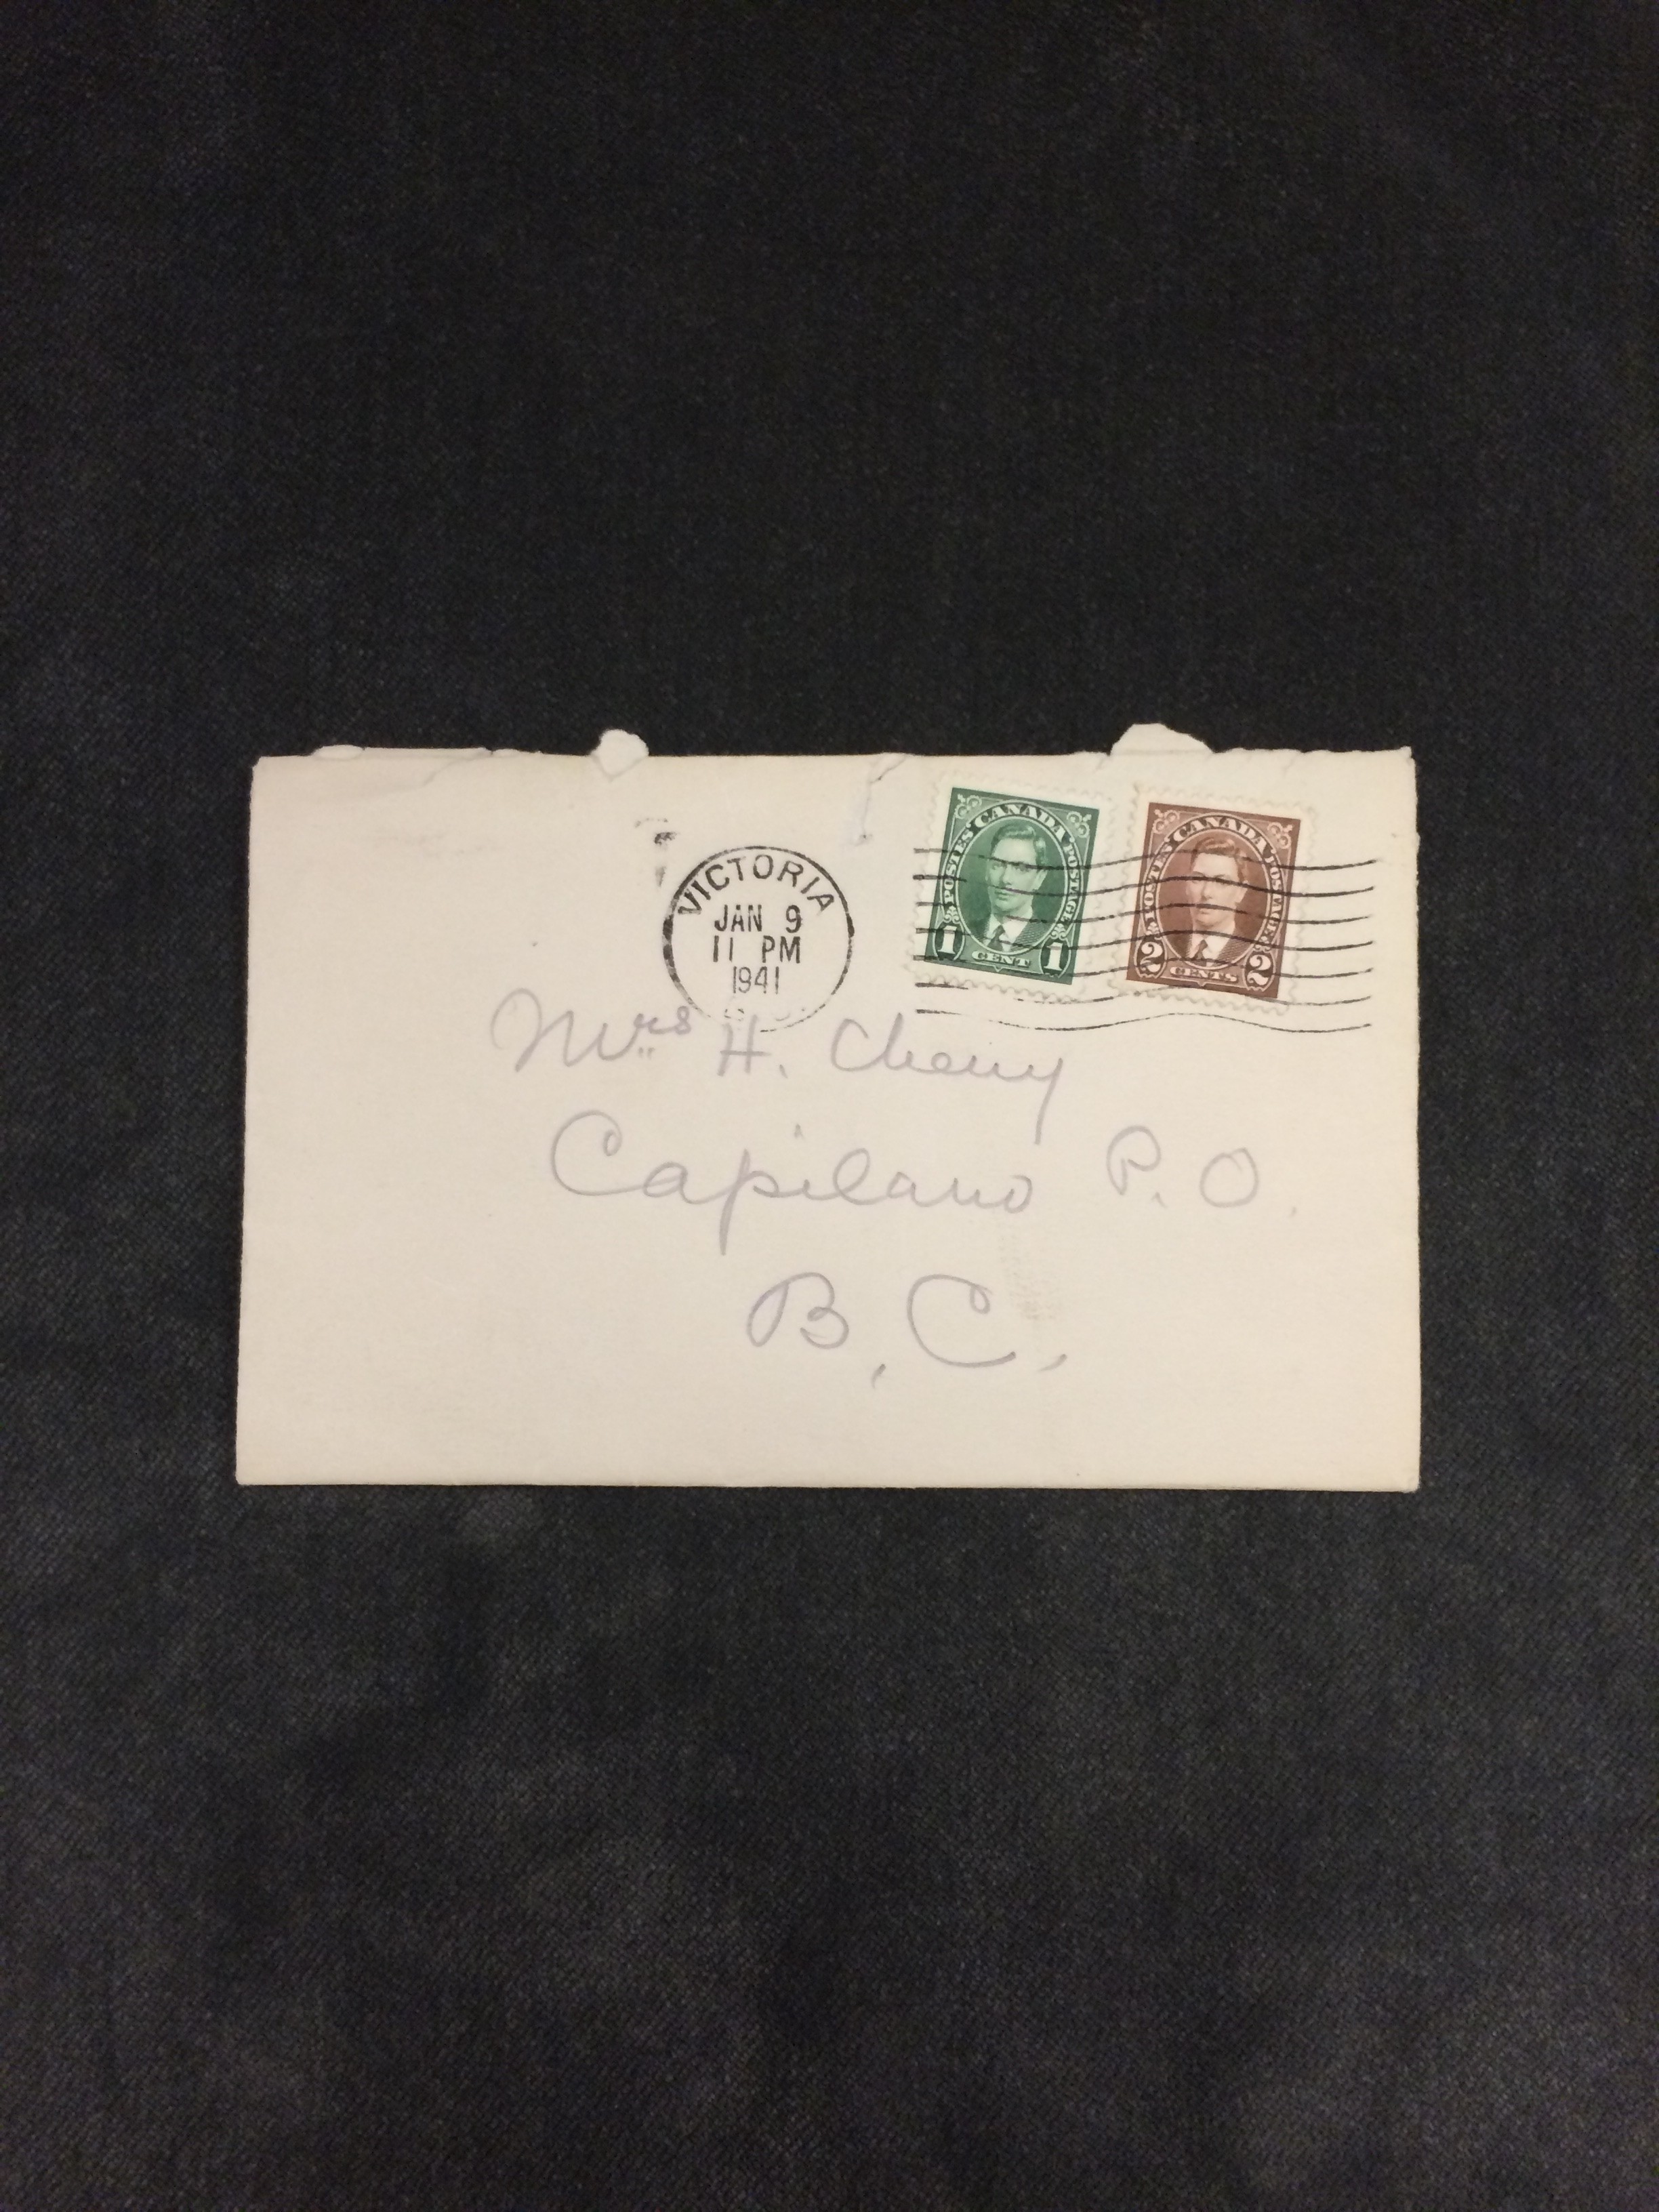 VICTORIA
JAN 9
11 PM
1941
POSTES CANADA POSTAGE
1 CENT 1
POSTES CANADA POSTAGE
2 CENTS 2
Mrs H. Cherry
Capilano P. O.
B. C.